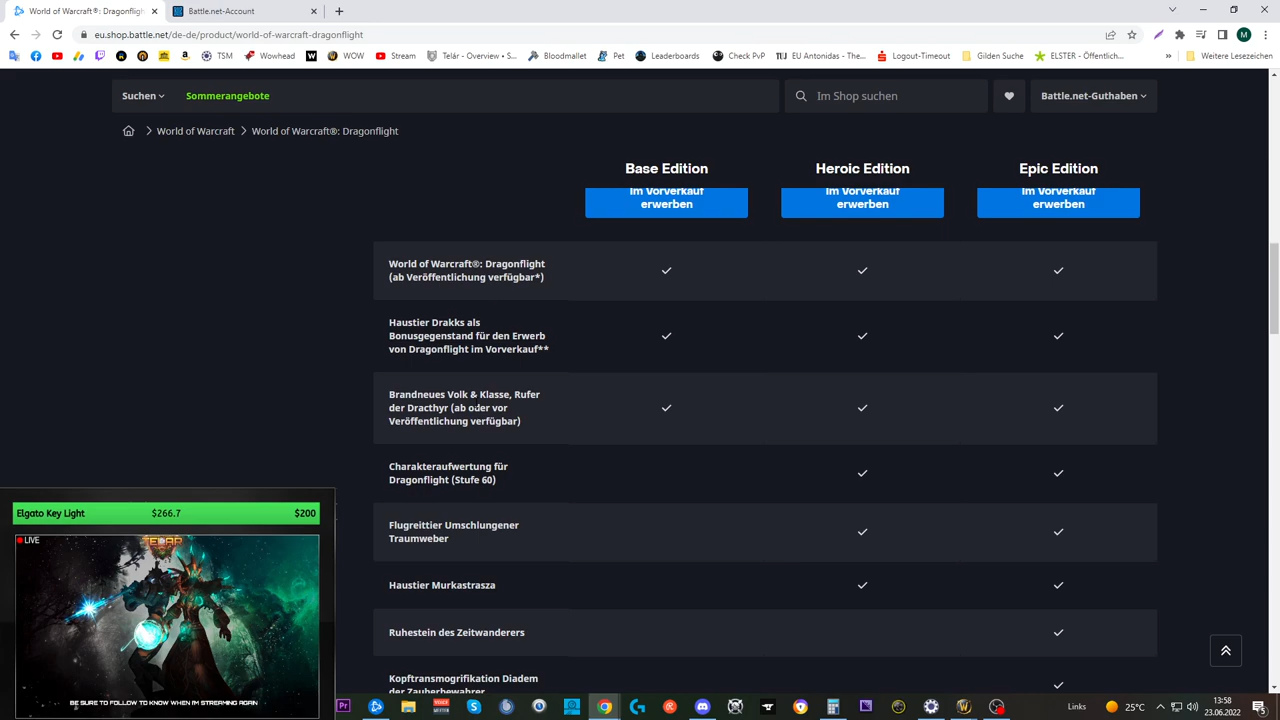 World of Warcraft®: Dragonfligh
Battle.net-Account
eu.shop.battle.net/de-de/product/world-of-warcraft-dragonflight
TSM
Wowhead
WOW
Stream
Telár - Overview • S...
Bloodmallet
Pet
Leaderboards
Check PvP
EU Antonidas - The...
Logout-Timeout
Gilden Suche
ELSTER - Öffentlich...
»
Weitere Lesezeichen
Suchen
Sommerangebote
Im Shop suchen
Battle.net-Guthaben
World of Warcraft
World of Warcraft®: Dragonflight
Base Edition
Heroic Edition
Epic Edition
Im Vorverkauf
erwerben
Im Vorverkauf
erwerben
Im Vorverkauf
erwerben
World of Warcraft®: Dragonflight
(ab Veröffentlichung verfügbar*)
Haustier Drakks als
Bonusgegenstand für den Erwerb
von Dragonflight im Vorverkauf**
Brandneues Volk & Klasse, Rufer
der Dracthyr (ab oder vor
Veröffentlichung verfügbar)
Charakteraufwertung für
Dragonflight (Stufe 60)
Flugreittier Umschlungener
Traumweber
Haustier Murkastrasza
Ruhestein des Zeitwanderers
Kopftransmogrifikation Diadem
der Zauberbewahrer
Elgato Key Light
$266.7
$200
LIVE
TELAR
BE SURE TO FOLLOW TO KNOW WHEN I'M STREAMING AGAIN
Links
25°C
13:58
23.06.2022